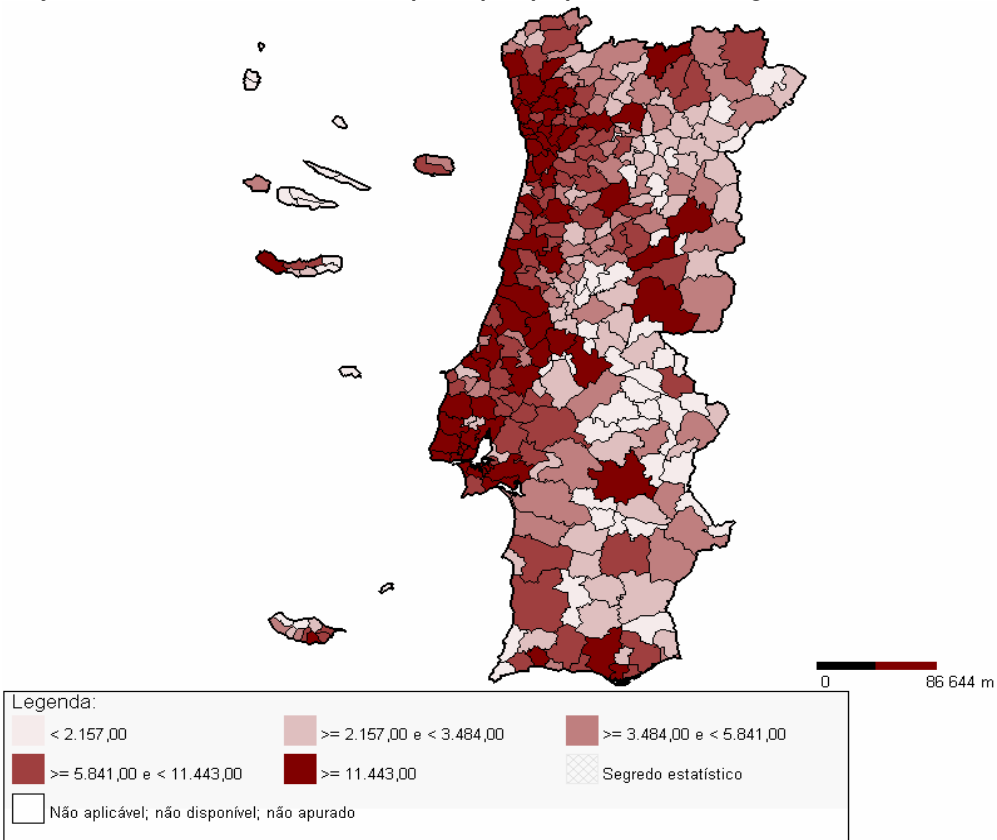 0 86 644 m
Legenda:
< 2.157,00 >= 2.157,00 e < 3.484,00 >= 3.484,00 e < 5.841,00
>= 5.841,00 e < 11.443,00 >= 11.443,00 Segredo estatístico
Não aplicável; não disponível; não apurado